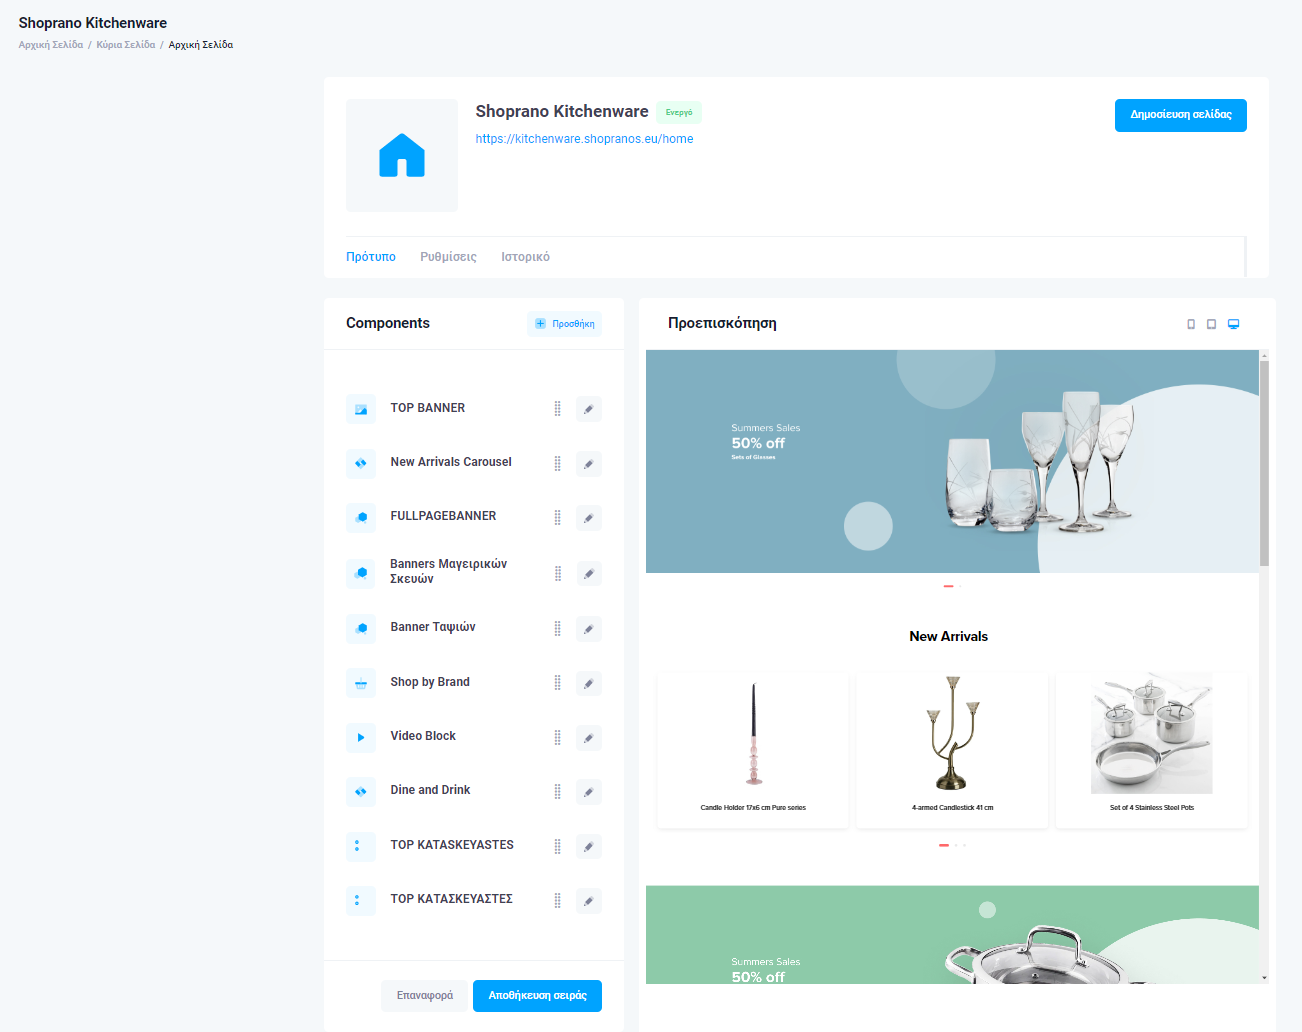 Shoprano Kitchenware
Αρχική Σελίδα / Κύρια Σελίδα / Αρχική Σελίδα
Shoprano Kitchenware Ενεργό
https://kitchenware.shopranos.eu/home
Δημοσίευση σελίδας
Πρότυπο Ρυθμίσεις Ιστορικό
Components
Προσθήκη
TOP BANNER
New Arrivals Carousel
FULLPAGEBANNER
Banners Μαγειρικών
Σκευών
Banner Ταψιών
Shop by Brand
Video Block
Dine and Drink
TOP KATASKEYASTES
TOP ΚΑΤΑΣΚΕΥΑΣΤΕΣ
Επαναφορά
Αποθήκευση σειράς
Προεπισκόπηση
Summers Sales
50% off
Sets of Glasses
New Arrivals
Candle Holder 17x6 cm Pure series
4-armed Candlestick 41 cm
Set of 4 Stainless Steel Pots
Summers Sales
50% off